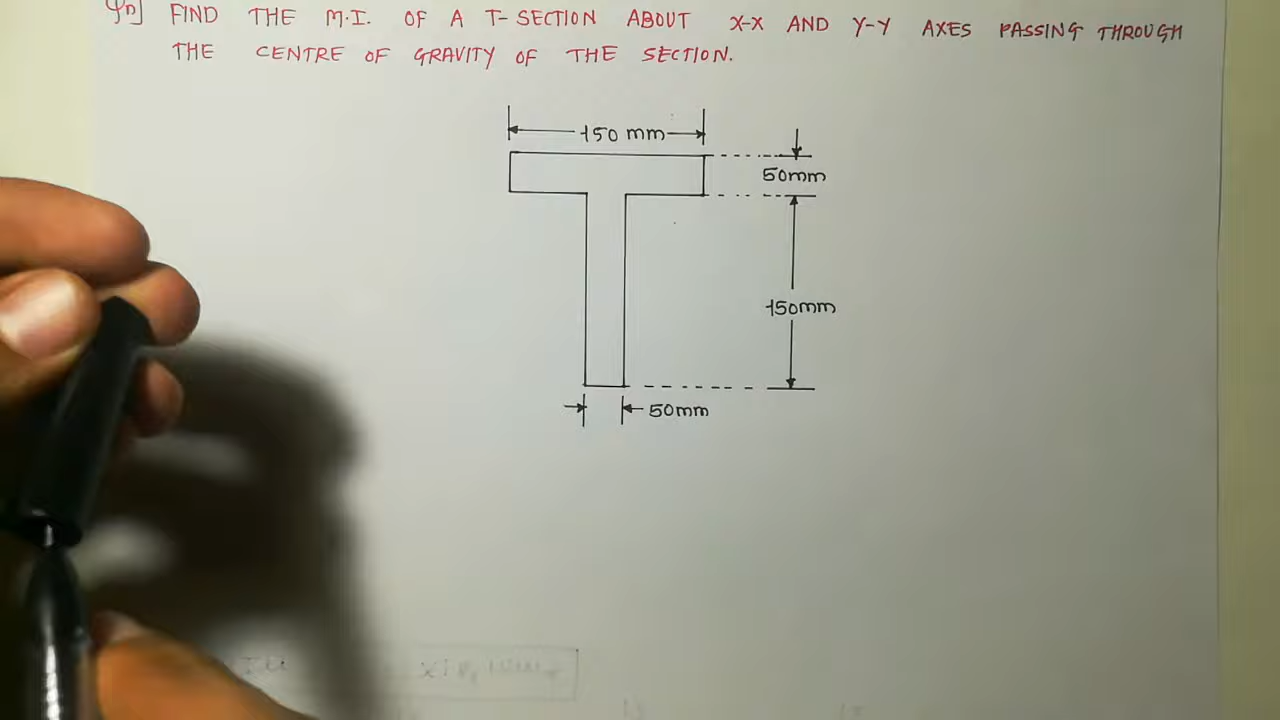 Qn] FIND THE M.I. OF A T-SECTION ABOUT X-X AND Y-Y AXES PASSING THROUGH
THE CENTRE OF GRAVITY OF THE SECTION.
150 mm
50mm
150mm
50mm